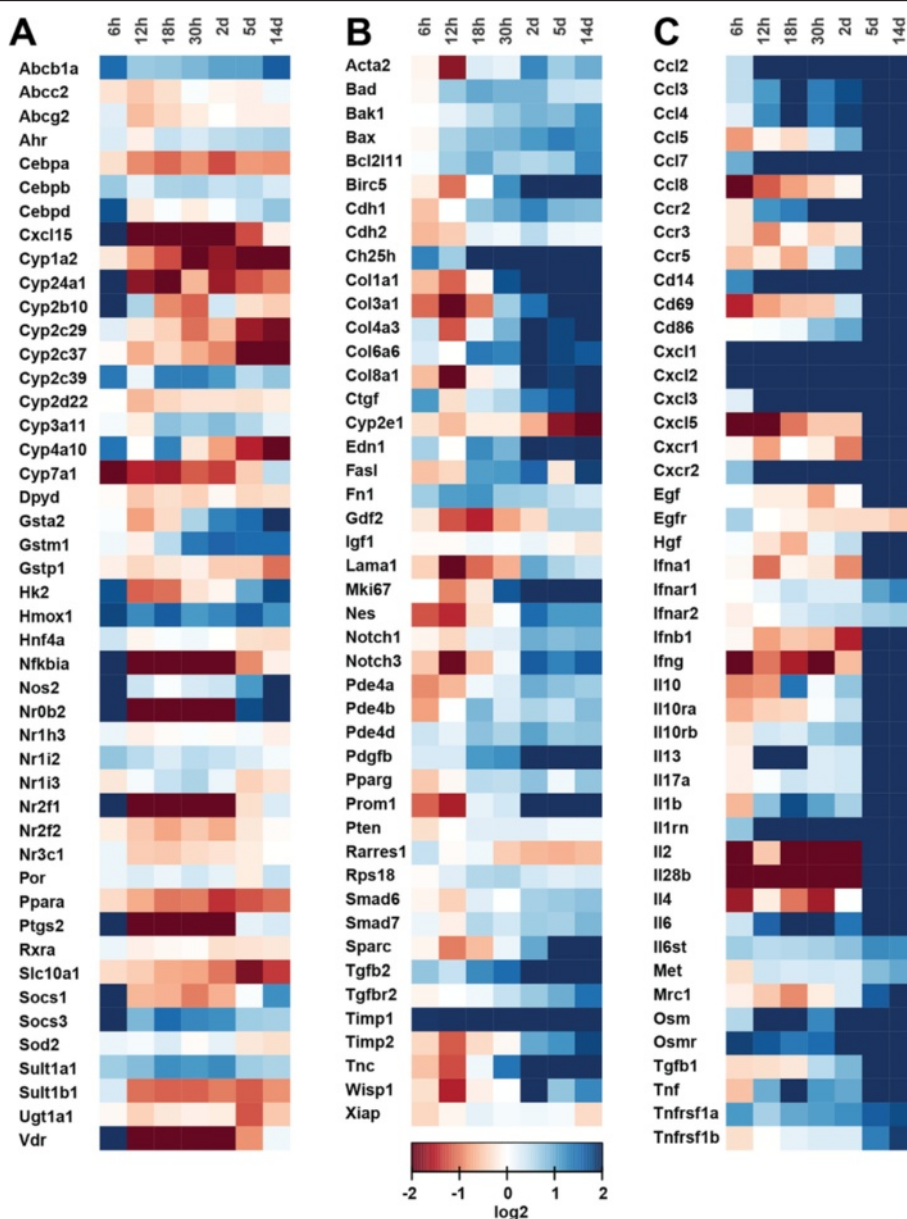 A
6h 12h 18h 30h 2d 5d 14d
Abcb1a
Abcc2
Abcg2
Ahr
Cebpa
Cebpb
Cebpd
Cxcl15
Cyp1a2
Cyp24a1
Cyp2b10
Cyp2c29
Cyp2c37
Cyp2c39
Cyp2d22
Cyp3a11
Cyp4a10
Cyp7a1
Dpyd
Gsta2
Gstm1
Gstp1
Hk2
Hmox1
Hnf4a
Nfkbia
Nos2
Nr0b2
Nr1h3
Nr1i2
Nr1i3
Nr2f1
Nr2f2
Nr3c1
Por
Ppara
Ptgs2
Rxra
Slc10a1
Socs1
Socs3
Sod2
Sult1a1
Sult1b1
Ugt1a1
Vdr
B
6h 12h 18h 30h 2d 5d 14d
Acta2
Bad
Bak1
Bax
Bcl2l11
Birc5
Cdh1
Cdh2
Ch25h
Col1a1
Col3a1
Col4a3
Col6a6
Col8a1
Ctgf
Cyp2e1
Edn1
Fasl
Fn1
Gdf2
Igf1
Lama1
Mki67
Nes
Notch1
Notch3
Pde4a
Pde4b
Pde4d
Pdgfb
Pparg
Prom1
Pten
Rarres1
Rps18
Smad6
Smad7
Sparc
Tgfb2
Tgfbr2
Timp1
Timp2
Tnc
Wisp1
Xiap
-2 -1 0 1 2
log2
C
6h 12h 18h 30h 2d 5d 14d
Ccl2
Ccl3
Ccl4
Ccl5
Ccl7
Ccl8
Ccr2
Ccr3
Ccr5
Cd14
Cd69
Cd86
Cxcl1
Cxcl2
Cxcl3
Cxcl5
Cxcr1
Cxcr2
Egf
Egfr
Hgf
Ifna1
Ifnar1
Ifnar2
Ifnb1
Ifng
Il10
Il10ra
Il10rb
Il13
Il17a
Il1b
Il1rn
Il2
Il28b
Il4
Il6
Il6st
Met
Mrc1
Osm
Osmr
Tgfb1
Tnf
Tnfrsf1a
Tnfrsf1b